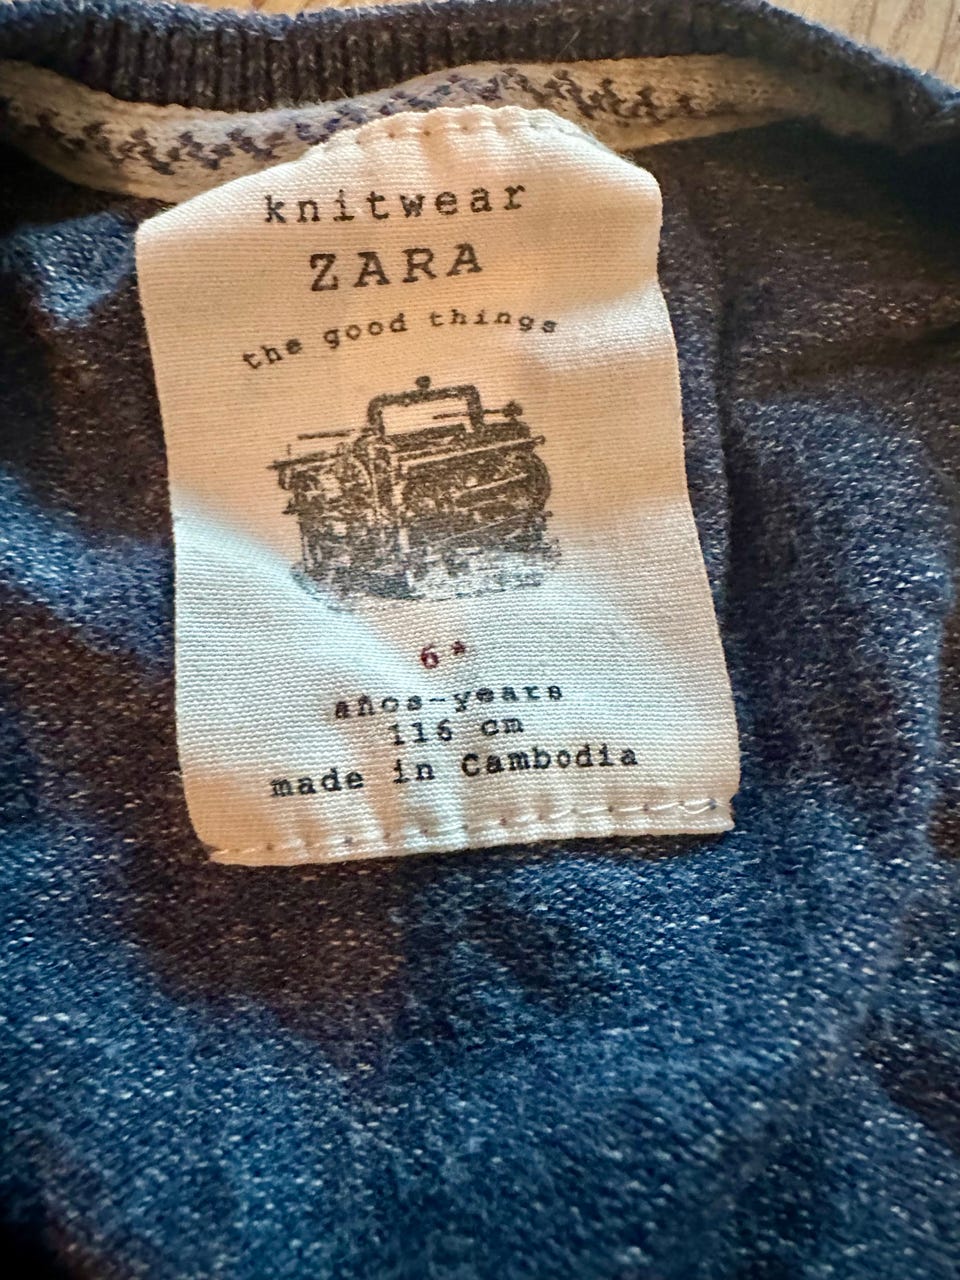 knitwear
ZARA
the good things
6*
años-years
116 cm
made in Cambodia